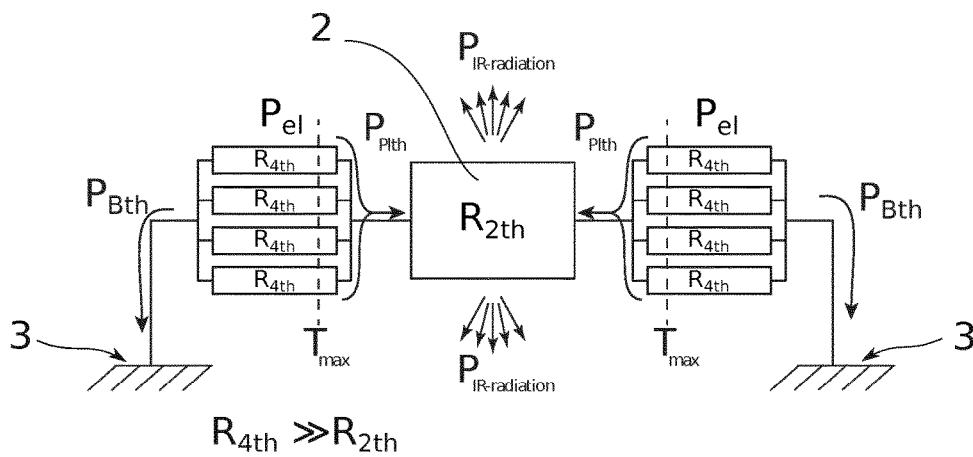 2
P_IR-radiation
P_el
P_Plth
P_Plth
P_el
R_4th
R_4th
R_4th
R_4th
P_Bth
R_2th
R_4th
R_4th
R_4th
R_4th
P_Bth
3
T_max
T_max
3
P_IR-radiation
R_4th ≫ R_2th